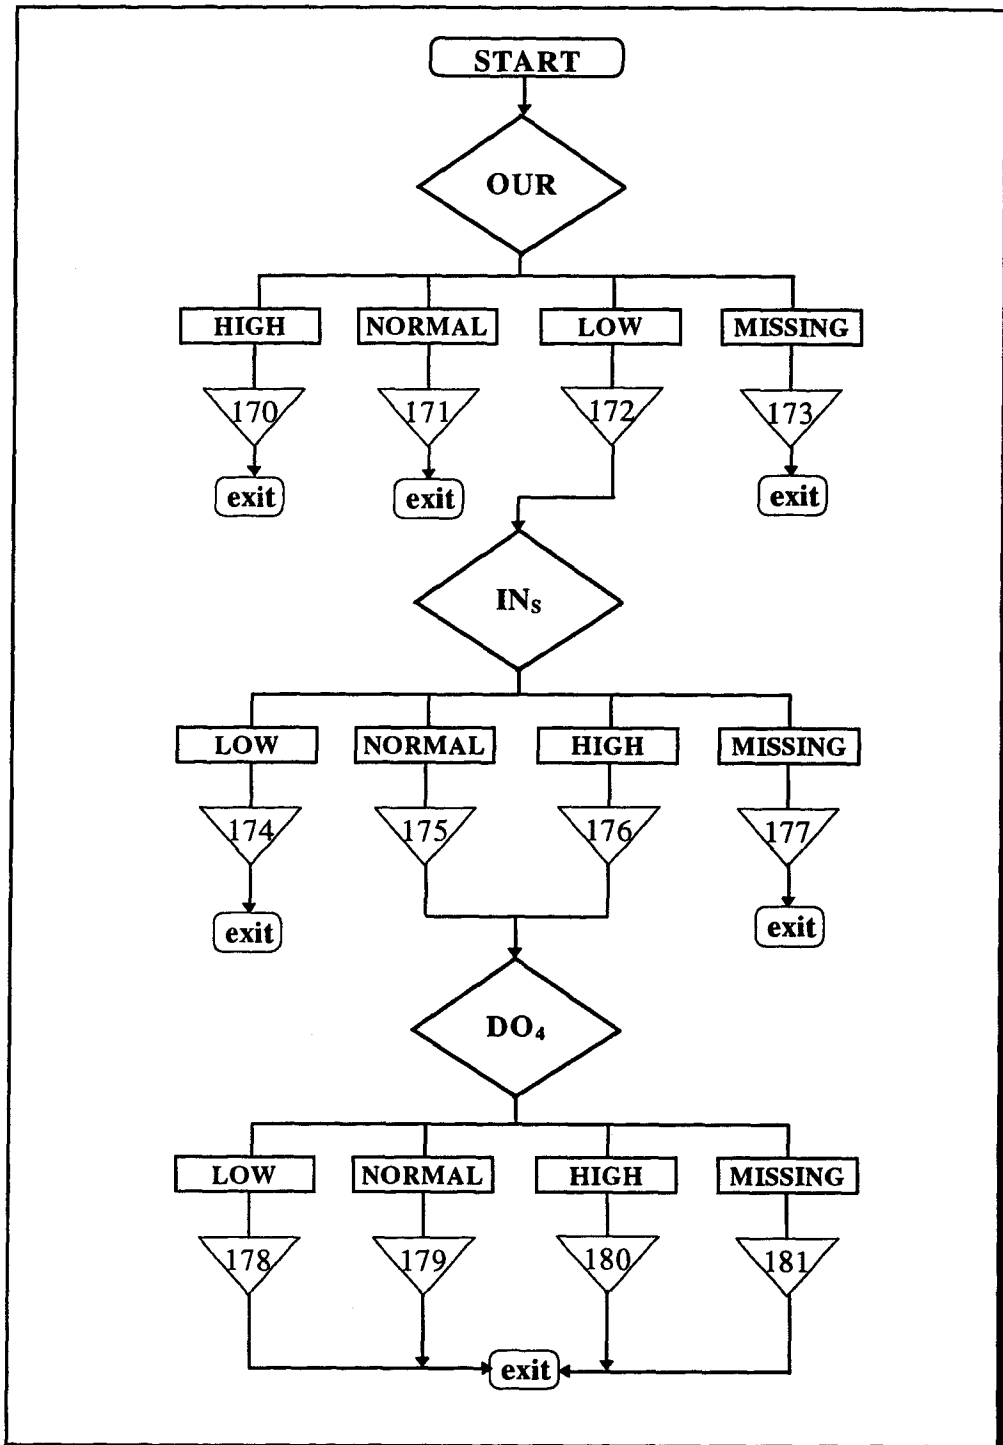 START
OUR
HIGH NORMAL LOW MISSING
170 171 172 173
exit exit exit
INS
LOW NORMAL HIGH MISSING
174 175 176 177
exit exit
DO4
LOW NORMAL HIGH MISSING
178 179 180 181
exit